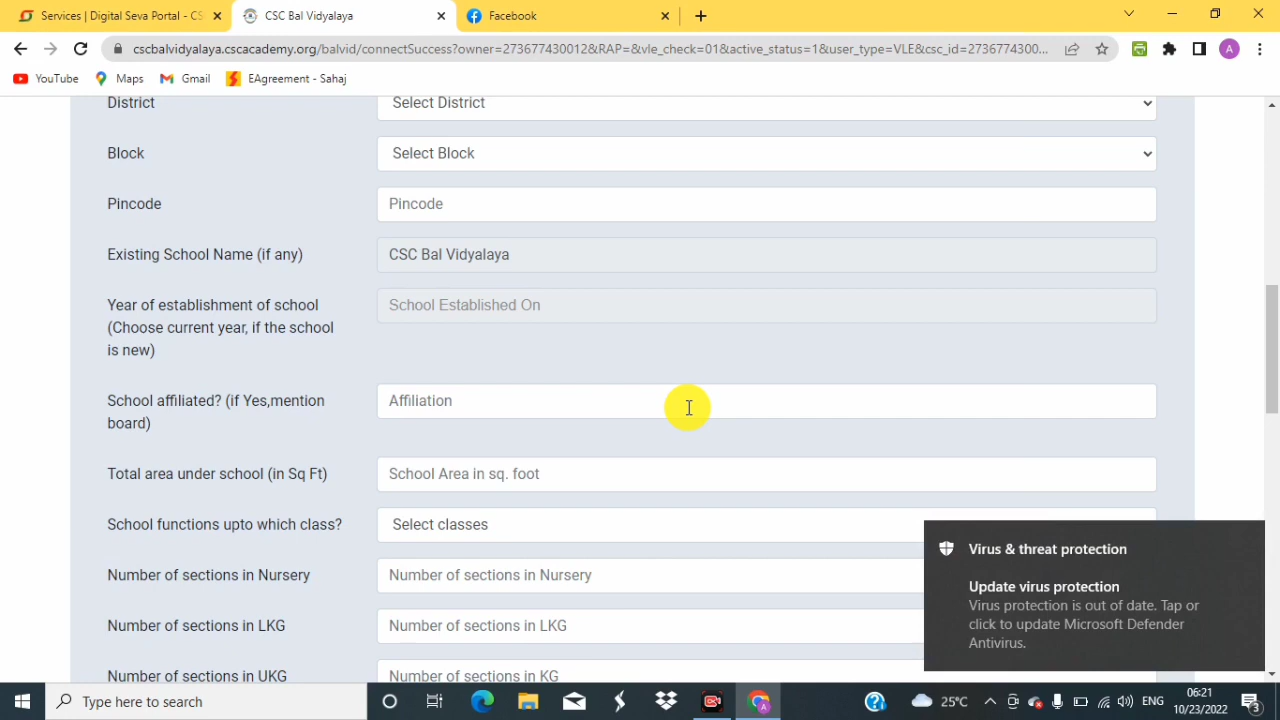 Services | Digital Seva Portal - CS
CSC Bal Vidyalaya
Facebook
cscbalvidyalaya.cscacademy.org/balvid/connectSuccess?owner=273677430012&RAP=&vle_check=01&active_status=1&user_type=VLE&csc_id=2736774300...
A
YouTube
Maps
Gmail
EAgreement - Sahaj
District
Select District
Block
Select Block
Pincode
Pincode
Existing School Name (if any)
CSC Bal Vidyalaya
Year of establishment of school
(Choose current year, if the school
is new)
School Established On
School affiliated? (if Yes,mention
board)
Affiliation
Total area under school (in Sq Ft)
School Area in sq. foot
School functions upto which class?
Select classes
Number of sections in Nursery
Number of sections in Nursery
Number of sections in LKG
Number of sections in LKG
Number of sections in UKG
Number of sections in KG
Virus & threat protection
Update virus protection
Virus protection is out of date. Tap or
click to update Microsoft Defender
Antivirus.
Type here to search
25°C
ENG
06:21
10/23/2022
3